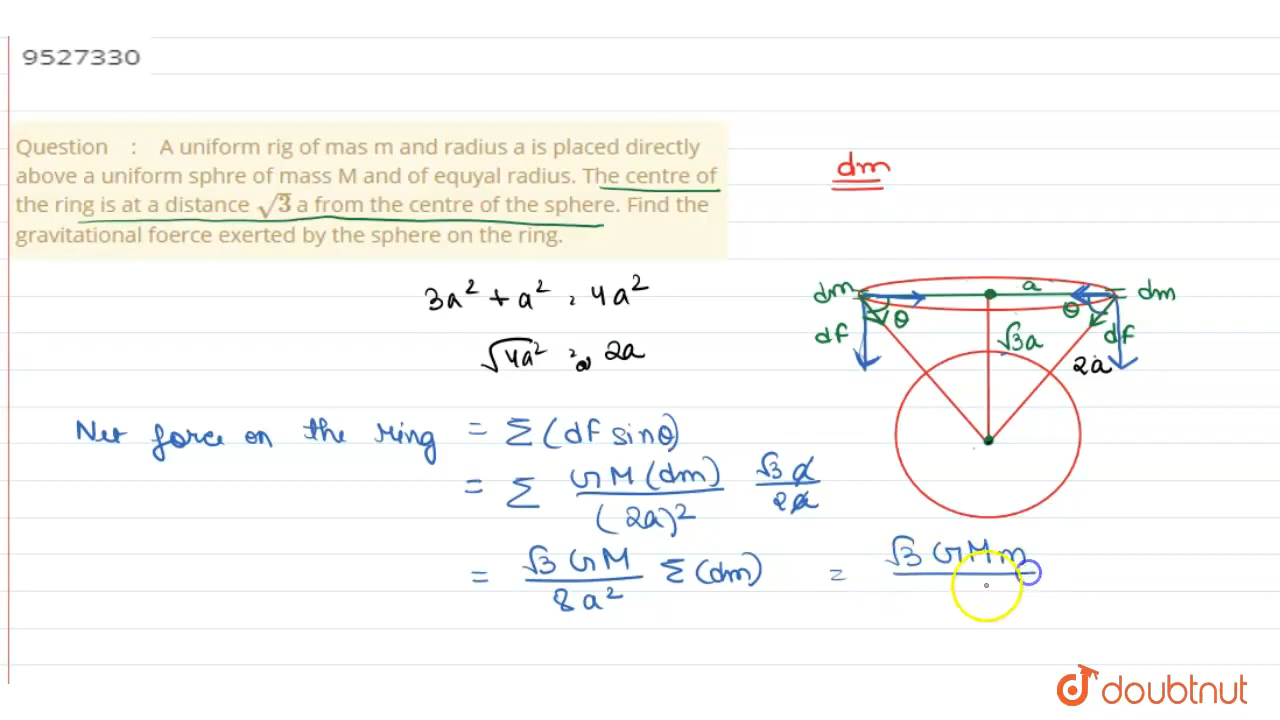 9527330
Question : A uniform rig of mas m and radius a is placed directly
above a uniform sphre of mass M and of equyal radius. The centre of
the ring is at a distance √3 a from the centre of the sphere. Find the
gravitational foerce exerted by the sphere on the ring.
dm
3a² + a² = 4a²
√4a² = 2a
dm a dm
θ θ
df √3a df
2a
Net force on the ring = Σ (df sinθ)
= Σ GM(dm) / (2a)² √3a / 2a
= √3 GM / 8a² Σ(dm) = √3 GMm
doubtnut